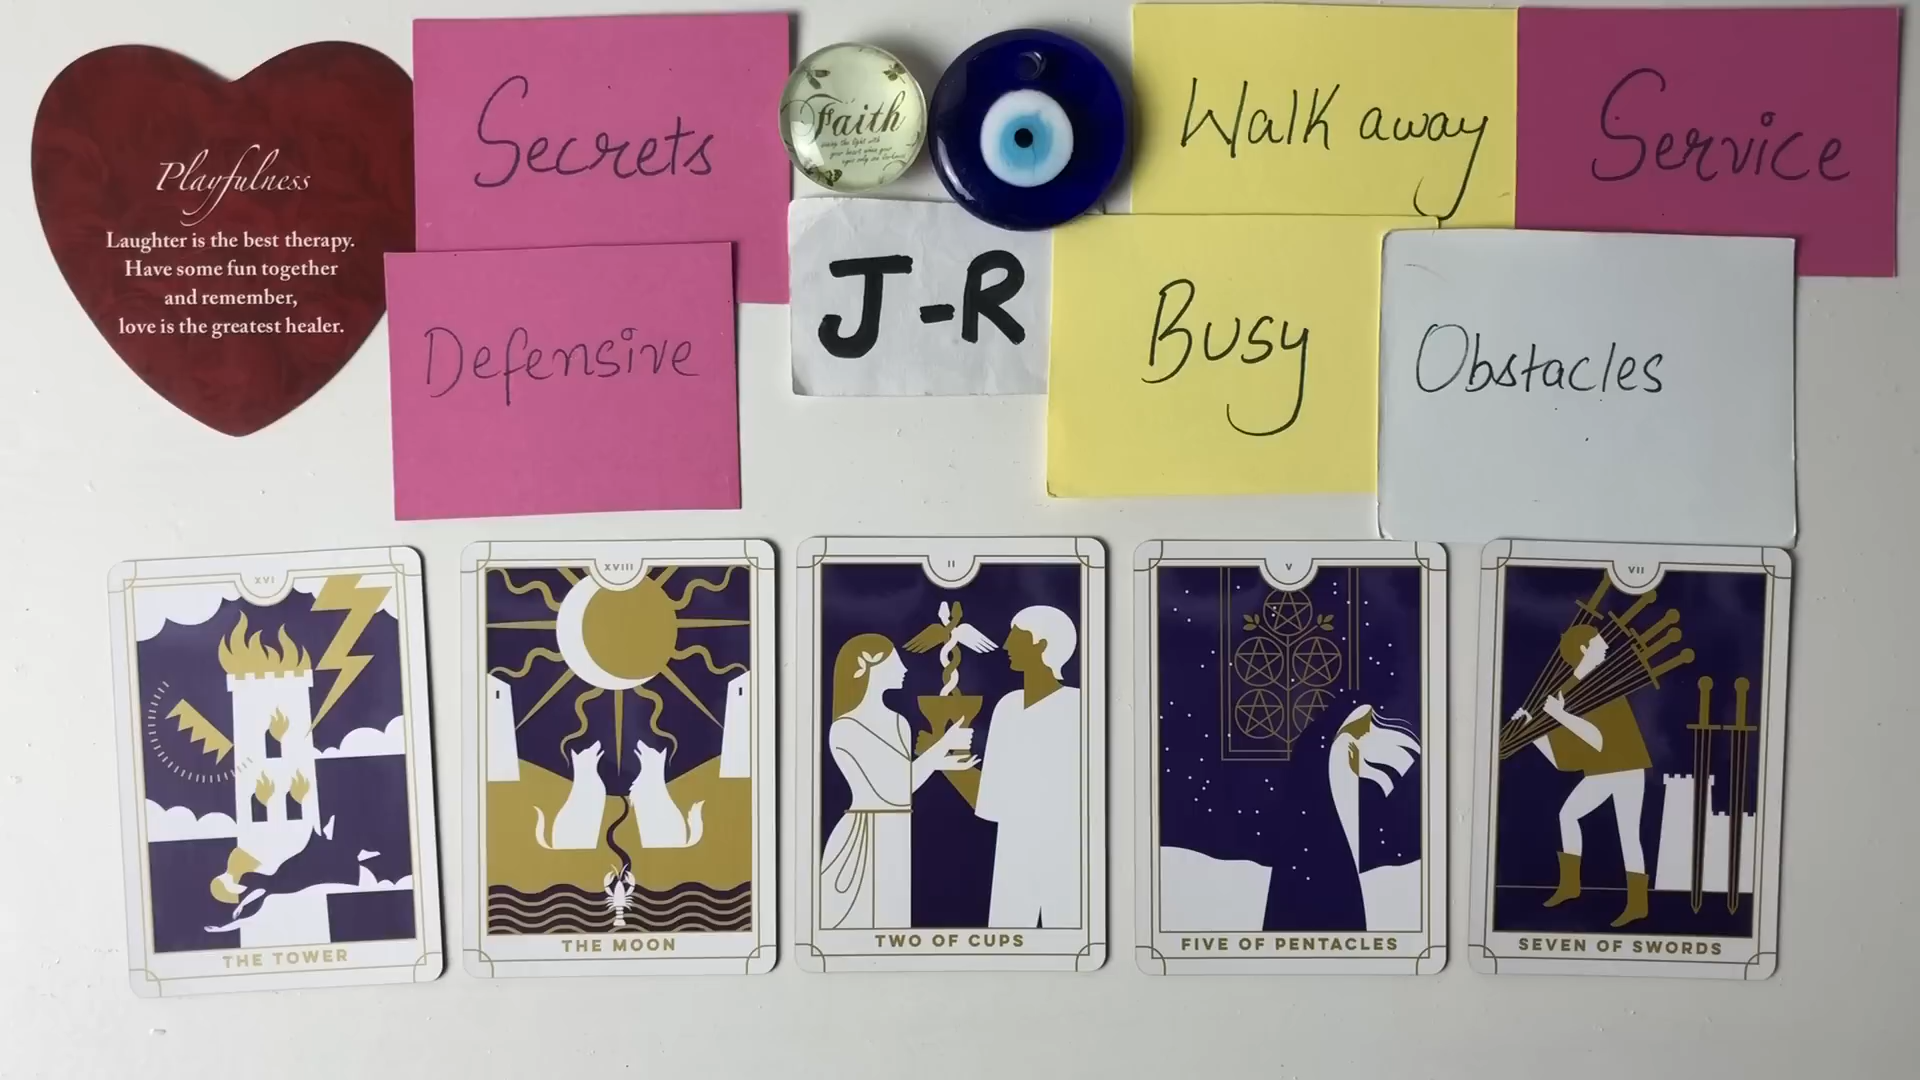 Playfulness
Laughter is the best therapy.
Have some fun together
and remember,
love is the greatest healer.
Secrets
Defensive
Faith
J-R
Walk away
Service
Busy
Obstacles
XVI
THE TOWER
XVIII
THE MOON
II
TWO OF CUPS
V
FIVE OF PENTACLES
VII
SEVEN OF SWORDS